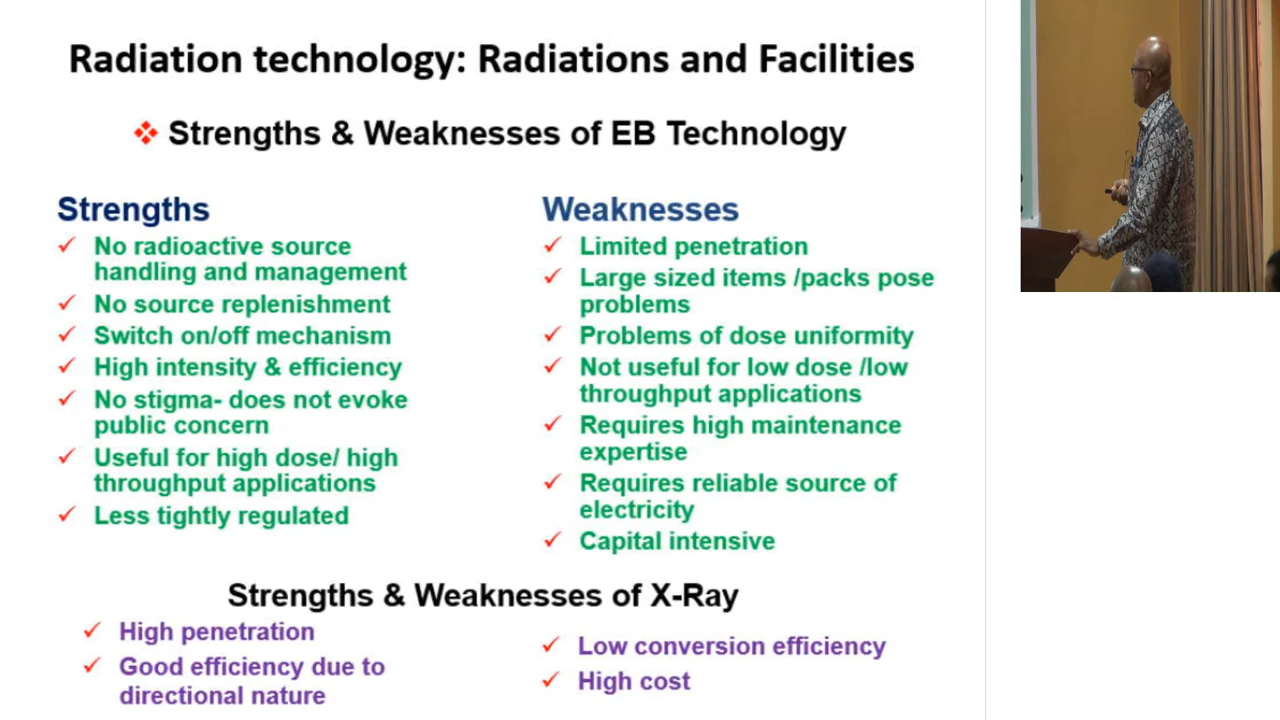 Radiation technology: Radiations and Facilities
Strengths & Weaknesses of EB Technology
Strengths
No radioactive source
handling and management
No source replenishment
Switch on/off mechanism
High intensity & efficiency
No stigma- does not evoke
public concern
Useful for high dose/ high
throughput applications
Less tightly regulated
Weaknesses
Limited penetration
Large sized items /packs pose
problems
Problems of dose uniformity
Not useful for low dose /low
throughput applications
Requires high maintenance
expertise
Requires reliable source of
electricity
Capital intensive
Strengths & Weaknesses of X-Ray
High penetration
Good efficiency due to
directional nature
Low conversion efficiency
High cost